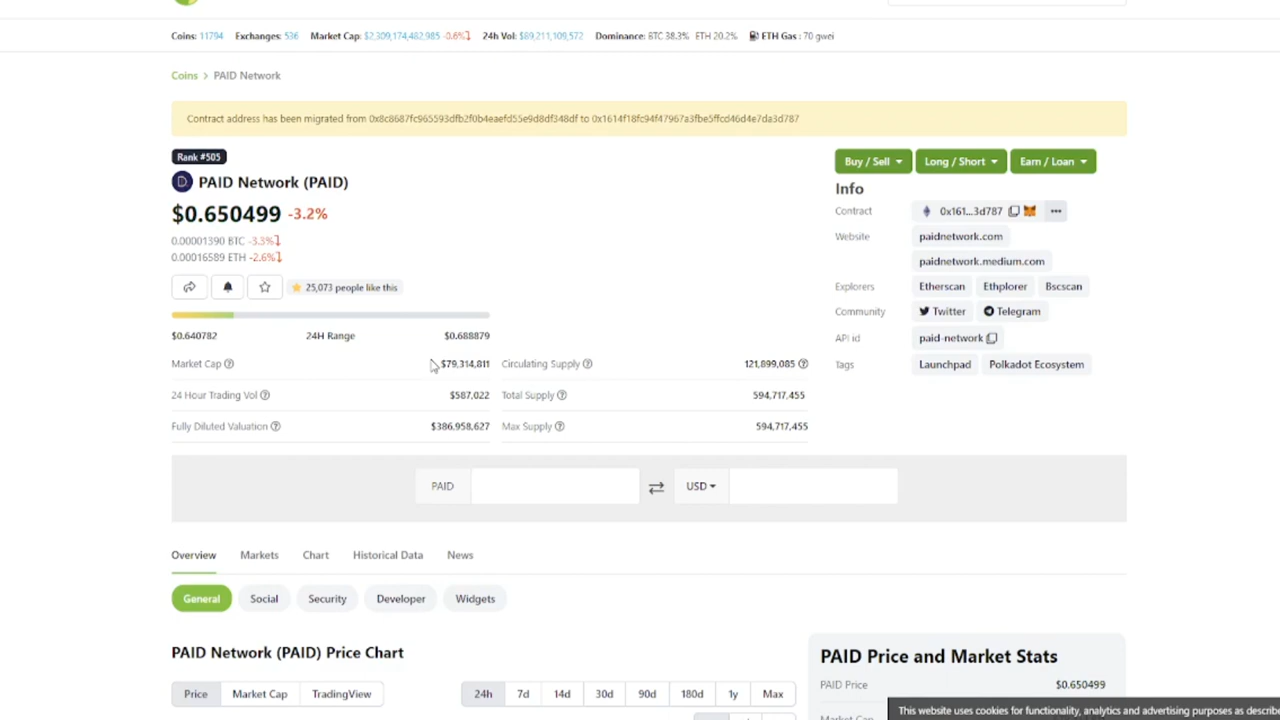 Coins: 11794 Exchanges: 536 Market Cap: $2,309,174,482,985 -0.6% 24h Vol: $89,211,109,572 Dominance: BTC 38.3% ETH 20.2% ETH Gas: 70 gwei
Coins > PAID Network
Contract address has been migrated from 0x8c8687fc965593dfb2f0b4eaefd55e9d8df348df to 0x1614f18fc94f47967a3fbe5ffcd46d4e7da3d787
Rank #505
PAID Network (PAID)
$0.650499 -3.2%
0.00001390 BTC -3.3%
0.00016589 ETH -2.6%
25,073 people like this
$0.640782 24H Range $0.688879
Market Cap $79,314,811 Circulating Supply 121,899,085
24 Hour Trading Vol $587,022 Total Supply 594,717,455
Fully Diluted Valuation $386,958,627 Max Supply 594,717,455
Buy / Sell Long / Short Earn / Loan
Info
Contract 0x161...3d787
Website paidnetwork.com
paidnetwork.medium.com
Explorers Etherscan Ethplorer Bscscan
Community Twitter Telegram
API id paid-network
Tags Launchpad Polkadot Ecosystem
PAID USD
Overview Markets Chart Historical Data News
General Social Security Developer Widgets
PAID Network (PAID) Price Chart
Price Market Cap TradingView 24h 7d 14d 30d 90d 180d 1y Max
PAID Price and Market Stats
PAID Price $0.650499
This website uses cookies for functionality, analytics and advertising purposes as describe